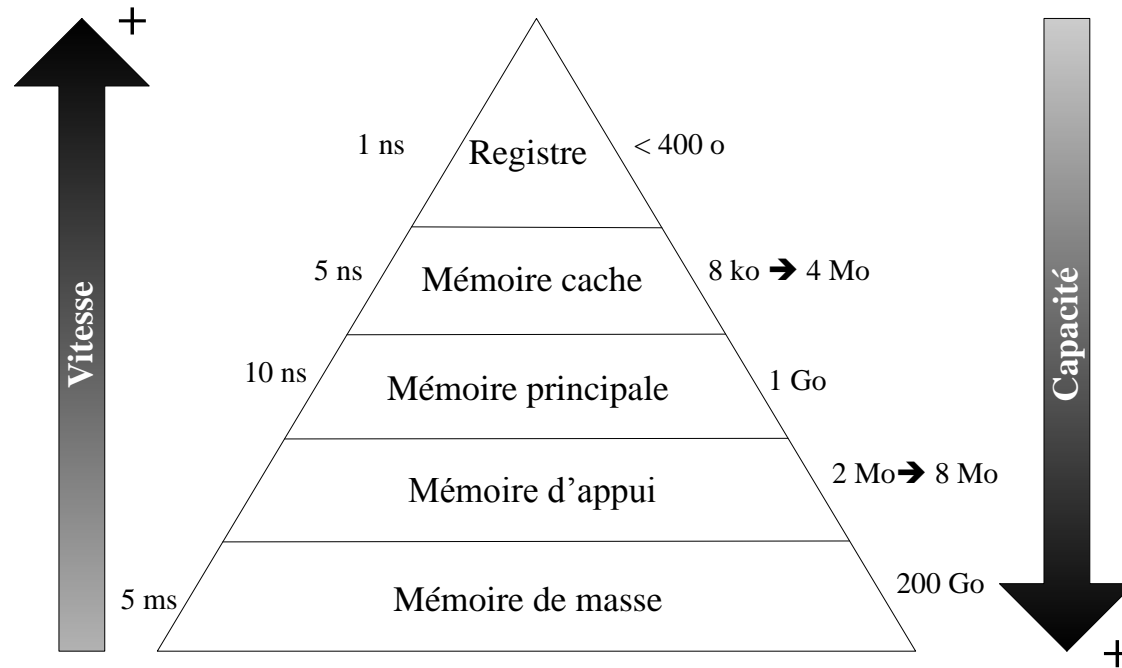 +
1 ns
Registre
< 400 o
5 ns
Mémoire cache
8 ko ➔ 4 Mo
Vitesse
Capacité
10 ns
Mémoire principale
1 Go
Mémoire d’appui
2 Mo➔ 8 Mo
5 ms
Mémoire de masse
200 Go
+